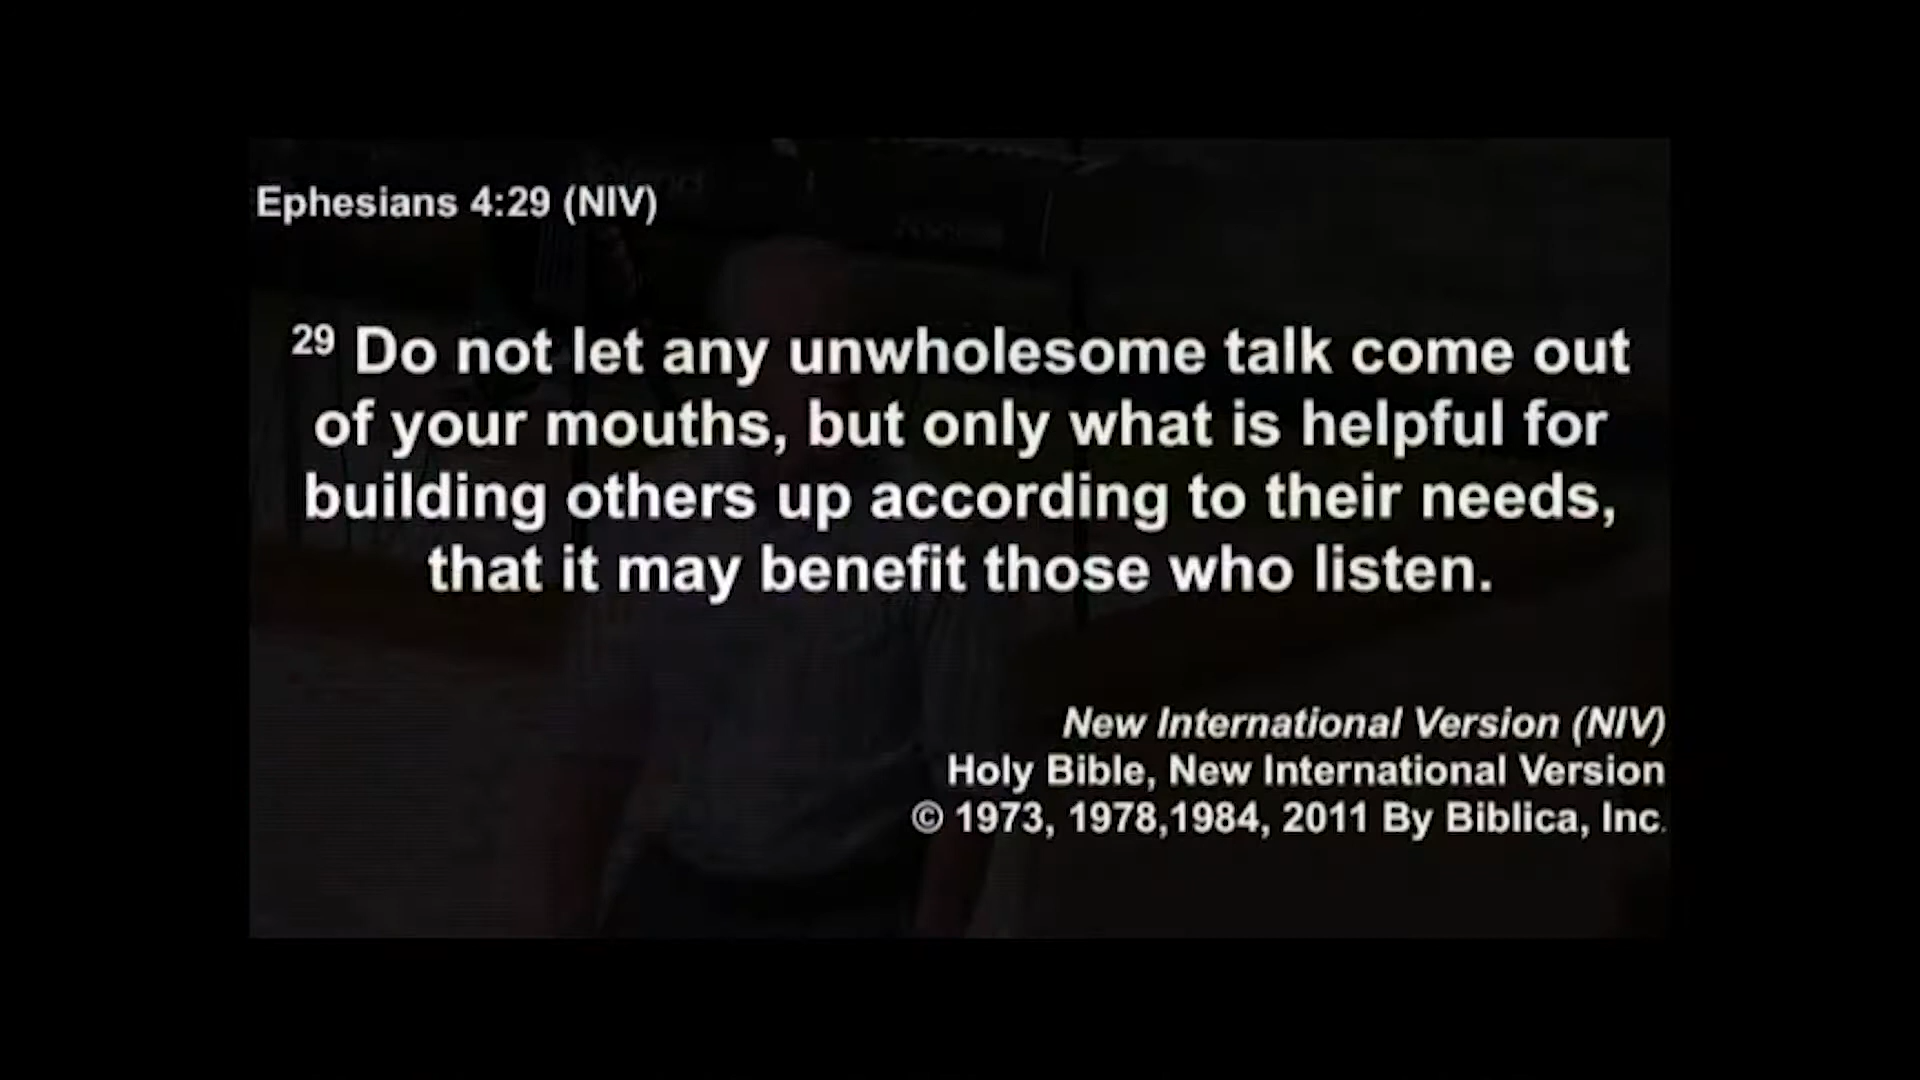 Ephesians 4:29 (NIV)
29 Do not let any unwholesome talk come out
of your mouths, but only what is helpful for
building others up according to their needs,
that it may benefit those who listen.
New International Version (NIV)
Holy Bible, New International Version
© 1973, 1978,1984, 2011 By Biblica, Inc.